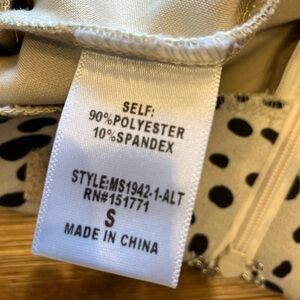 SELF:
90%POLYESTER
10%SPANDEX
STYLE:MS1942-1-ALT
RN#151771
S
MADE IN CHINA